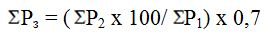 ΣP₃ = ( ΣP₂ x 100/ ΣP₁) x 0,7